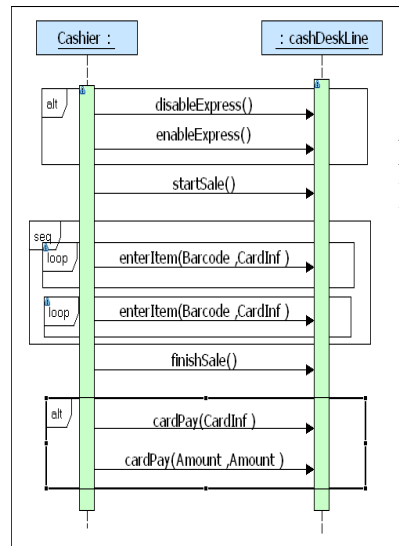 Cashier :
: cashDeskLine
alt
disableExpress()
enableExpress()
startSale()
seq
loop
enterItem(Barcode ,CardInf )
loop
enterItem(Barcode ,CardInf )
finishSale()
alt
cardPay(CardInf )
cardPay(Amount ,Amount )